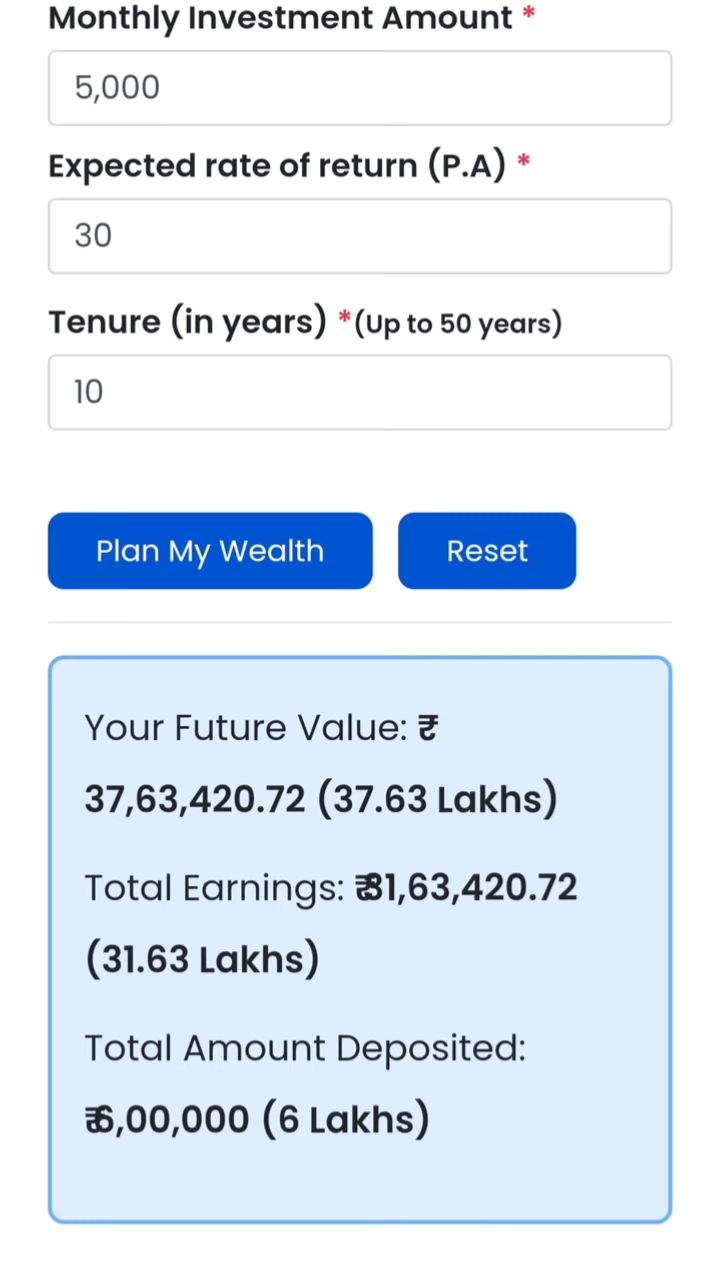 Monthly Investment Amount *
5,000
Expected rate of return (P.A) *
30
Tenure (in years) *(Up to 50 years)
10
Plan My Wealth
Reset
Your Future Value: ₹
37,63,420.72 (37.63 Lakhs)
Total Earnings: ₹31,63,420.72
(31.63 Lakhs)
Total Amount Deposited:
₹6,00,000 (6 Lakhs)